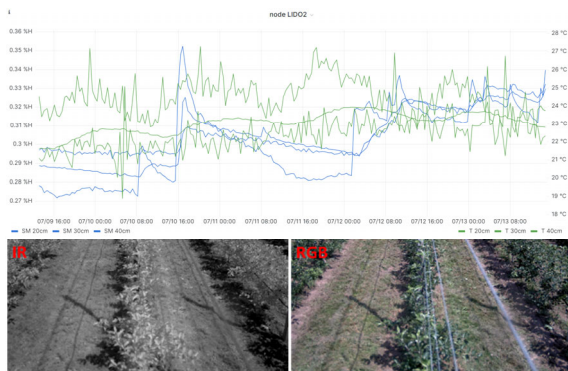 node LIDO2
0.36 %H
0.35 %H
0.34 %H
0.33 %H
0.32 %H
0.31 %H
0.3 %H
0.29 %H
0.28 %H
0.27 %H
28 °C
27 °C
26 °C
25 °C
24 °C
23 °C
22 °C
21 °C
20 °C
19 °C
18 °C
07/09 16:00 07/10 00:00 07/10 08:00 07/10 16:00 07/11 00:00 07/11 08:00 07/11 16:00 07/12 00:00 07/12 08:00 07/12 16:00 07/13 00:00 07/13 08:00
SM 20cm SM 30cm SM 40cm T 20cm T 30cm T 40cm
IR RGB